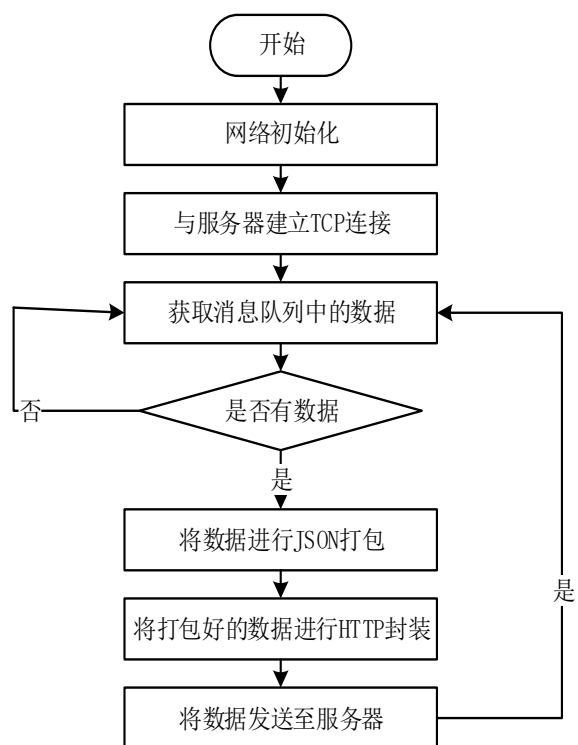 开始
网络初始化
与服务器建立TCP连接
获取消息队列中的数据
是否有数据
否
是
将数据进行JSON打包
是
将打包好的数据进行HTTP封装
将数据发送至服务器